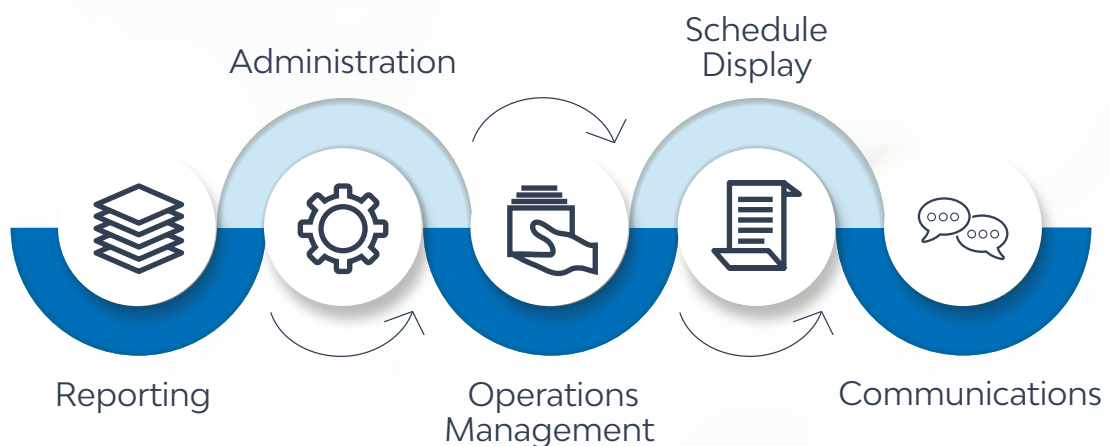 Schedule
Display
Administration
Reporting
Operations
Management
Communications